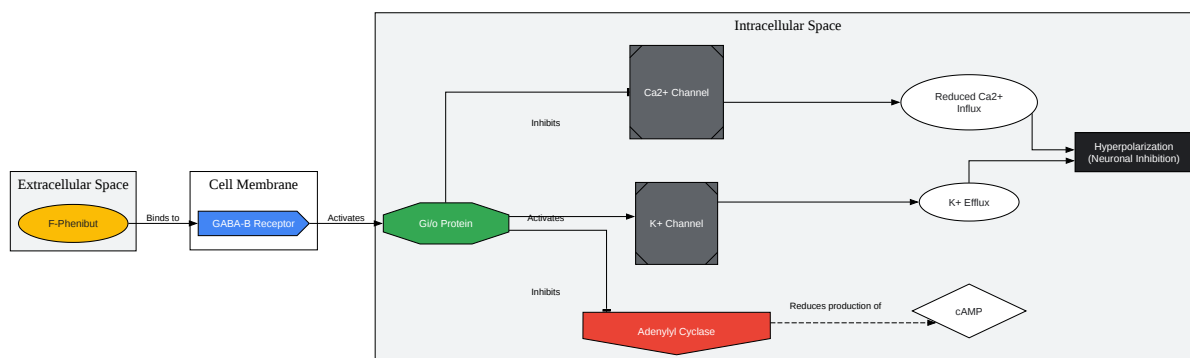 Intracellular Space
Ca2+ Channel
Reduced Ca2+
Influx
Inhibits
Hyperpolarization
(Neuronal Inhibition)
Extracellular Space
Cell Membrane
F-Phenibut
Binds to
GABA-B Receptor
Activates
Gi/o Protein
Activates
K+ Channel
K+ Efflux
Inhibits
Adenylyl Cyclase
Reduces production of
cAMP